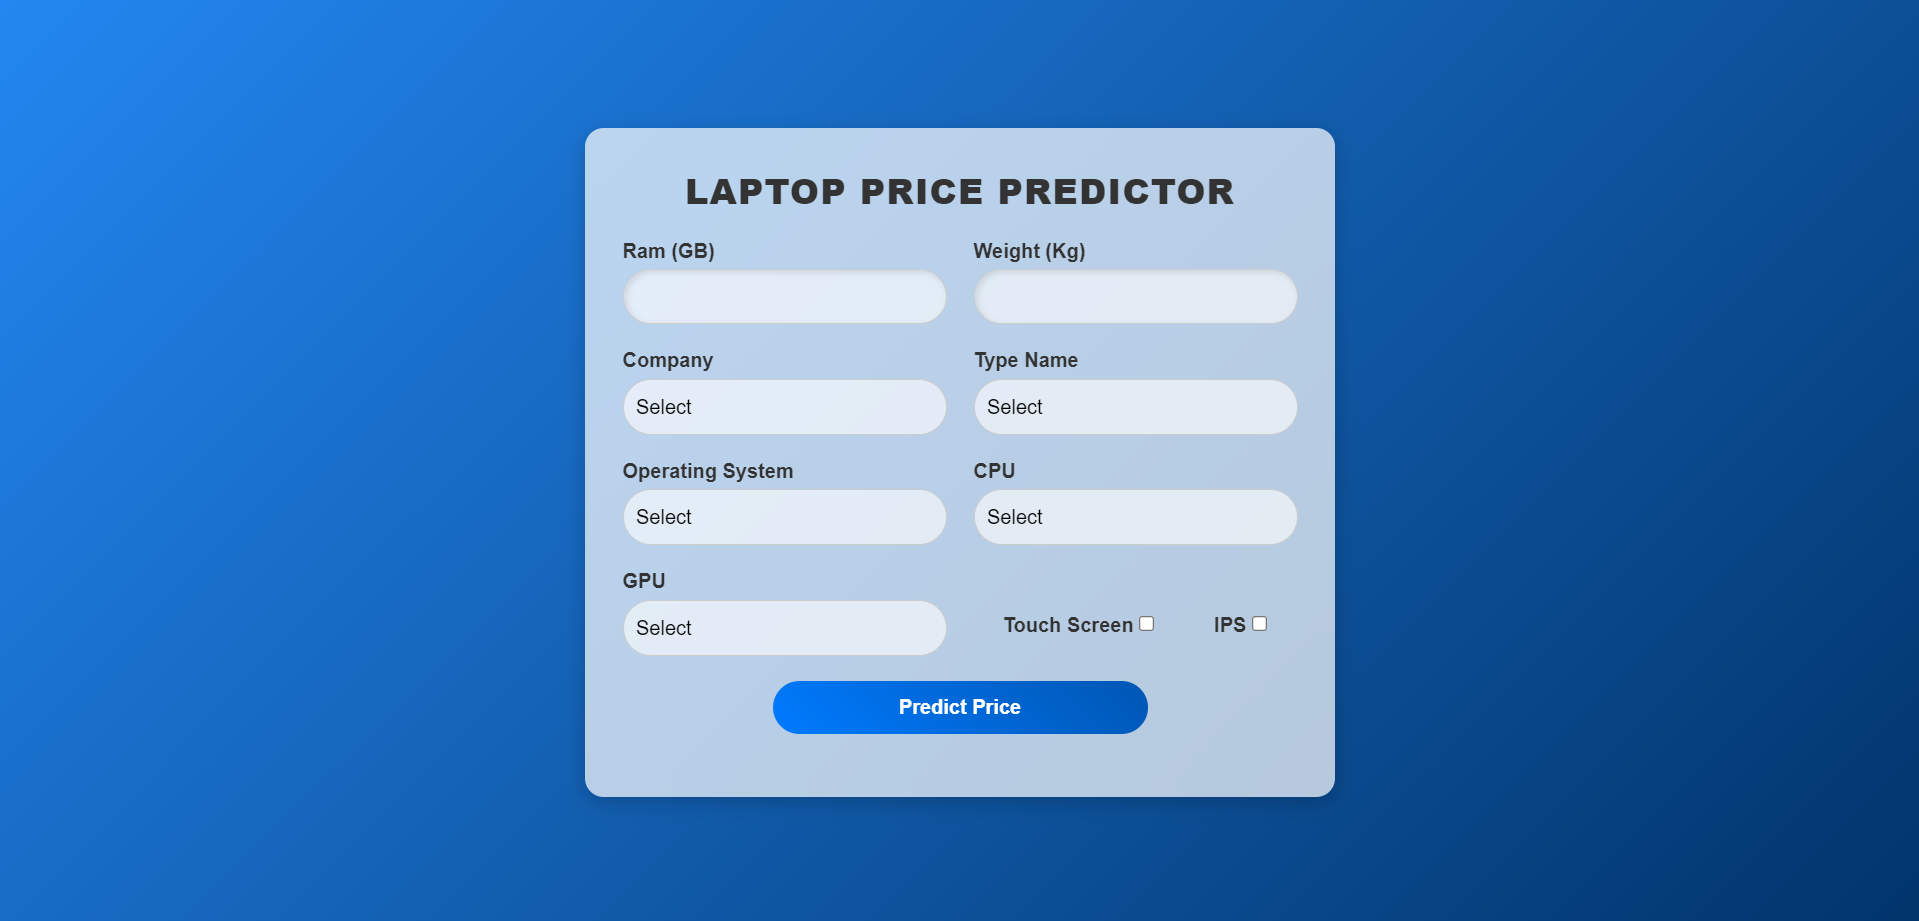 LAPTOP PRICE PREDICTOR
Ram (GB)
Weight (Kg)
Company
Type Name
Select
Select
Operating System
CPU
Select
Select
GPU
Select
Touch Screen
IPS
Predict Price